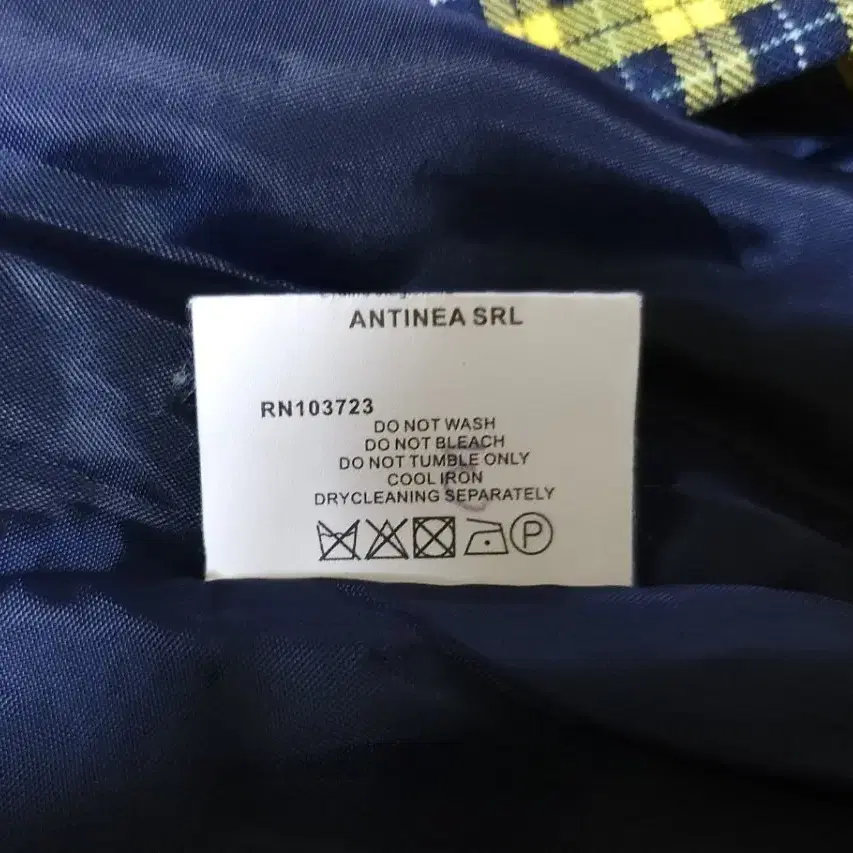 ANTINEA SRL
RN103723
DO NOT WASH
DO NOT BLEACH
DO NOT TUMBLE ONLY
COOL IRON
DRYCLEANING SEPARATELY
P